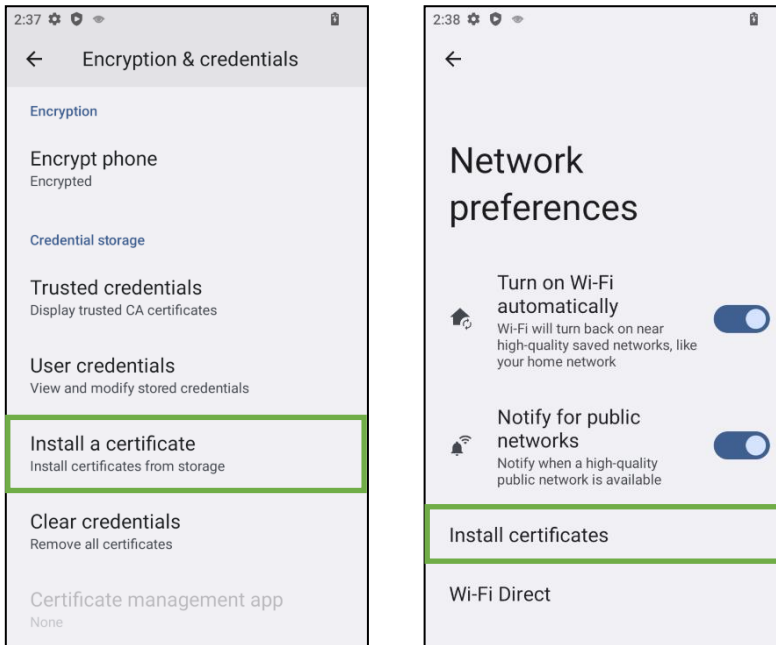 2:37
Encryption & credentials
Encryption
Encrypt phone
Encrypted
Credential storage
Trusted credentials
Display trusted CA certificates
User credentials
View and modify stored credentials
Install a certificate
Install certificates from storage
Clear credentials
Remove all certificates
Certificate management app
None
2:38
Network
preferences
Turn on Wi-Fi
automatically
Wi-Fi will turn back on near
high-quality saved networks, like
your home network
Notify for public
networks
Notify when a high-quality
public network is available
Install certificates
Wi-Fi Direct